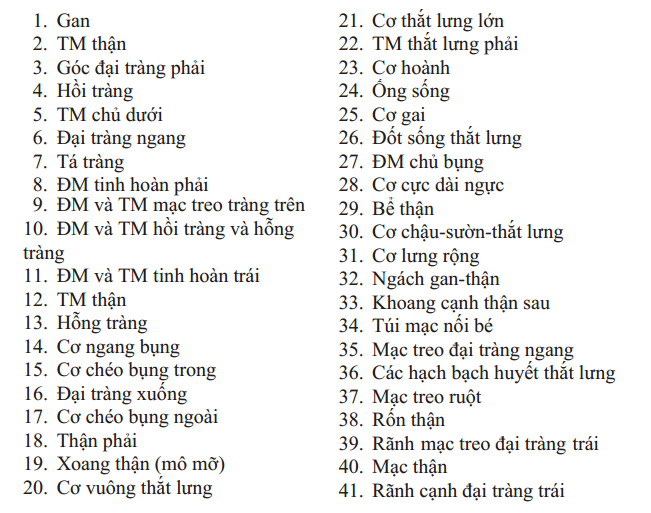 1. Gan
2. TM thận
3. Góc đại tràng phải
4. Hồi tràng
5. TM chủ dưới
6. Đại tràng ngang
7. Tá tràng
8. ĐM tinh hoàn phải
9. ĐM và TM mạc treo tràng trên
10. ĐM và TM hồi tràng và hỗng
tràng
11. ĐM và TM tinh hoàn trái
12. TM thận
13. Hỗng tràng
14. Cơ ngang bụng
15. Cơ chéo bụng trong
16. Đại tràng xuống
17. Cơ chéo bụng ngoài
18. Thận phải
19. Xoang thận (mô mỡ)
20. Cơ vuông thắt lưng
21. Cơ thắt lưng lớn
22. TM thắt lưng phải
23. Cơ hoành
24. Ống sống
25. Cơ gai
26. Đốt sống thắt lưng
27. ĐM chủ bụng
28. Cơ cực dài ngực
29. Bể thận
30. Cơ chậu-sườn-thắt lưng
31. Cơ lưng rộng
32. Ngách gan-thận
33. Khoang cạnh thận sau
34. Túi mạc nối bé
35. Mạc treo đại tràng ngang
36. Các hạch bạch huyết thắt lưng
37. Mạc treo ruột
38. Rốn thận
39. Rãnh mạc treo đại tràng trái
40. Mạc thận
41. Rãnh cạnh đại tràng trái